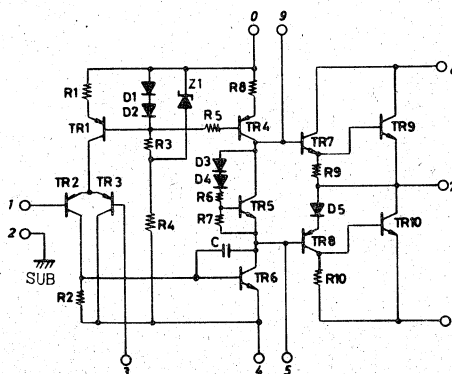 0 9
R1 D1 D2 Z1 R8
R5
TR1 R3 TR4 TR7 TR9
R9
D3
D4
TR2 TR3 R6 TR5
1 R4 R7 D5
2 C TR8 TR10
SUB
R2 TR6 R10
3 4 5